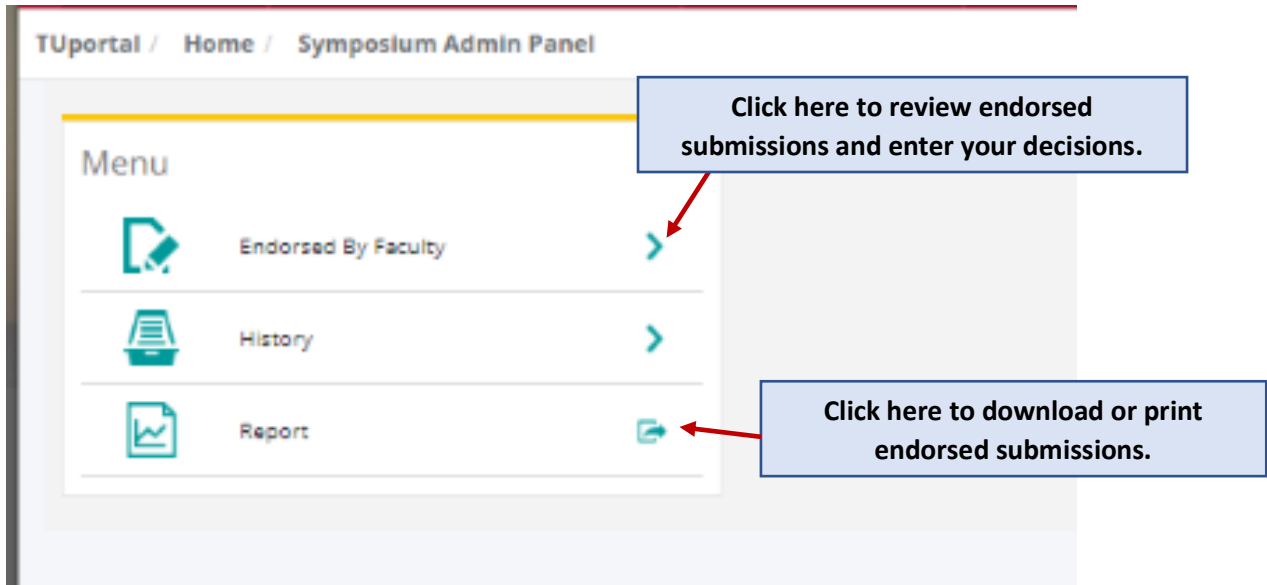 TUportal / Home / Symposium Admin Panel
Click here to review endorsed
submissions and enter your decisions.
Menu
Endorsed By Faculty
History
Click here to download or print
endorsed submissions.
Report